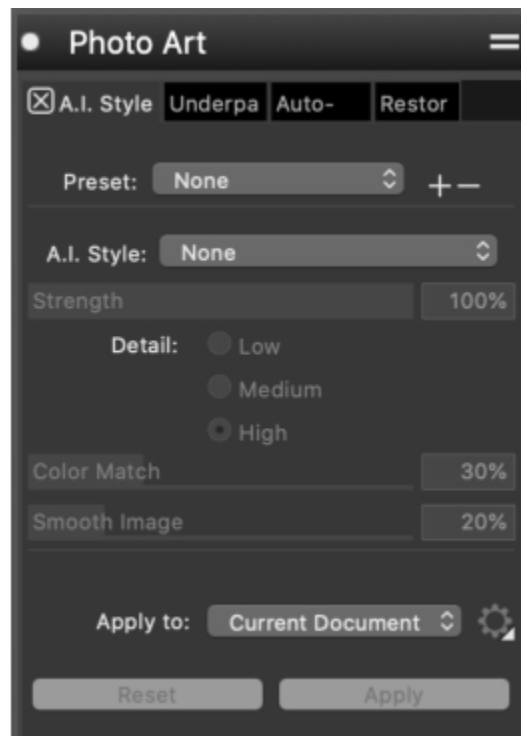 Photo Art
A.I. Style Underpa Auto- Restor
Preset: None
A.I. Style: None
Strength 100%
Detail: Low
Medium
High
Color Match 30%
Smooth Image 20%
Apply to: Current Document
Reset Apply